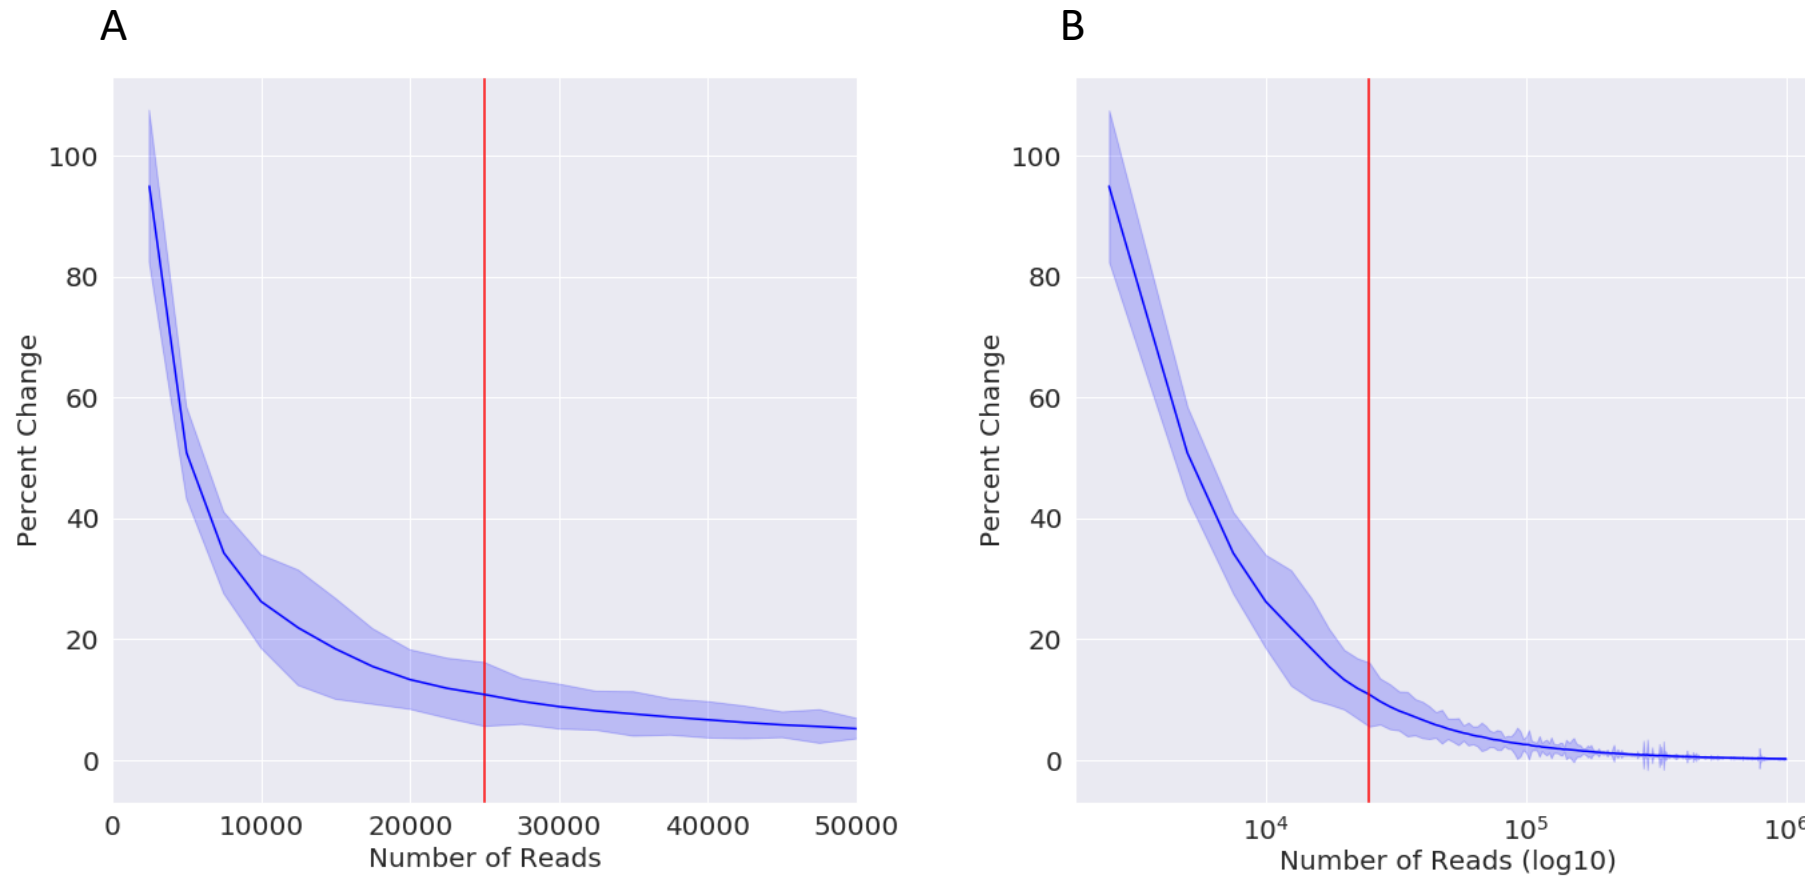 A
100
80
60
40
20
0
Percent Change
0 10000 20000 30000 40000 50000
Number of Reads
B
100
80
60
40
20
0
Percent Change
10⁴ 10⁵ 10⁶
Number of Reads (log10)